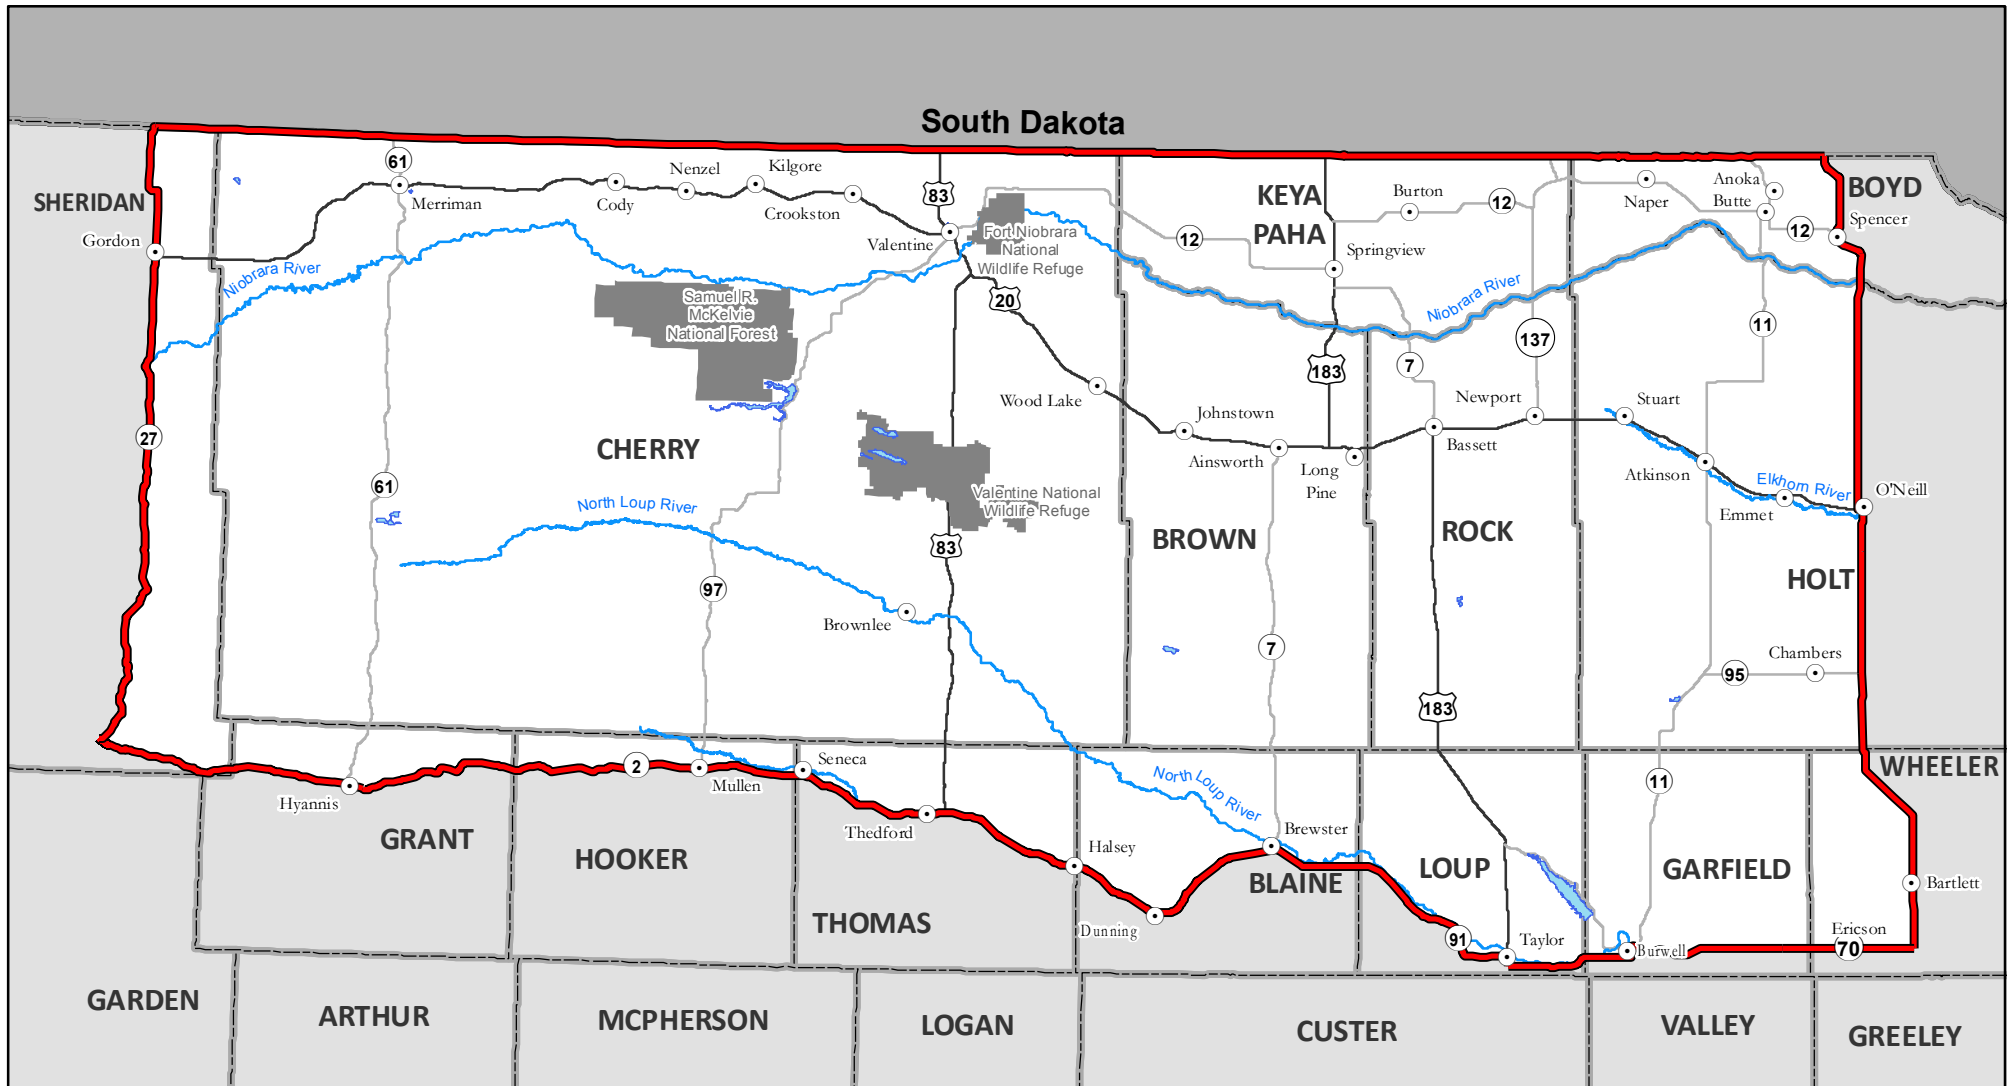 South Dakota
61
Kilgore
Nenzel
83
KEYA
PAHA
Burton
12
Anoka
Naper
Butte
BOYD
SHERIDAN
Merriman
Cody
Crookston
Valentine
Gordon
Spencer
12
12
Fort Niobrara
National
Wildlife Refuge
Springview
Niobrara River
20
Samuel R.
McKelvie
National Forest
Niobrara River
11
137
7
183
Wood Lake
Johnstown
Newport
Stuart
27
CHERRY
Ainsworth
Long
Pine
Bassett
Atkinson
Elkhorn River
O'Neill
Emmet
61
North Loup River
Valentine National
Wildlife Refuge
83
BROWN
ROCK
HOLT
97
Brownlee
7
Chambers
95
183
2
Seneca
Mullen
Hyannis
North Loup River
11
WHEELER
GRANT
HOOKER
Thedford
Halsey
Brewster
BLAINE
LOUP
GARFIELD
Bartlett
THOMAS
Dunning
91
Taylor
Burwell
Ericson
70
GARDEN
ARTHUR
MCPHERSON
LOGAN
CUSTER
VALLEY
GREELEY